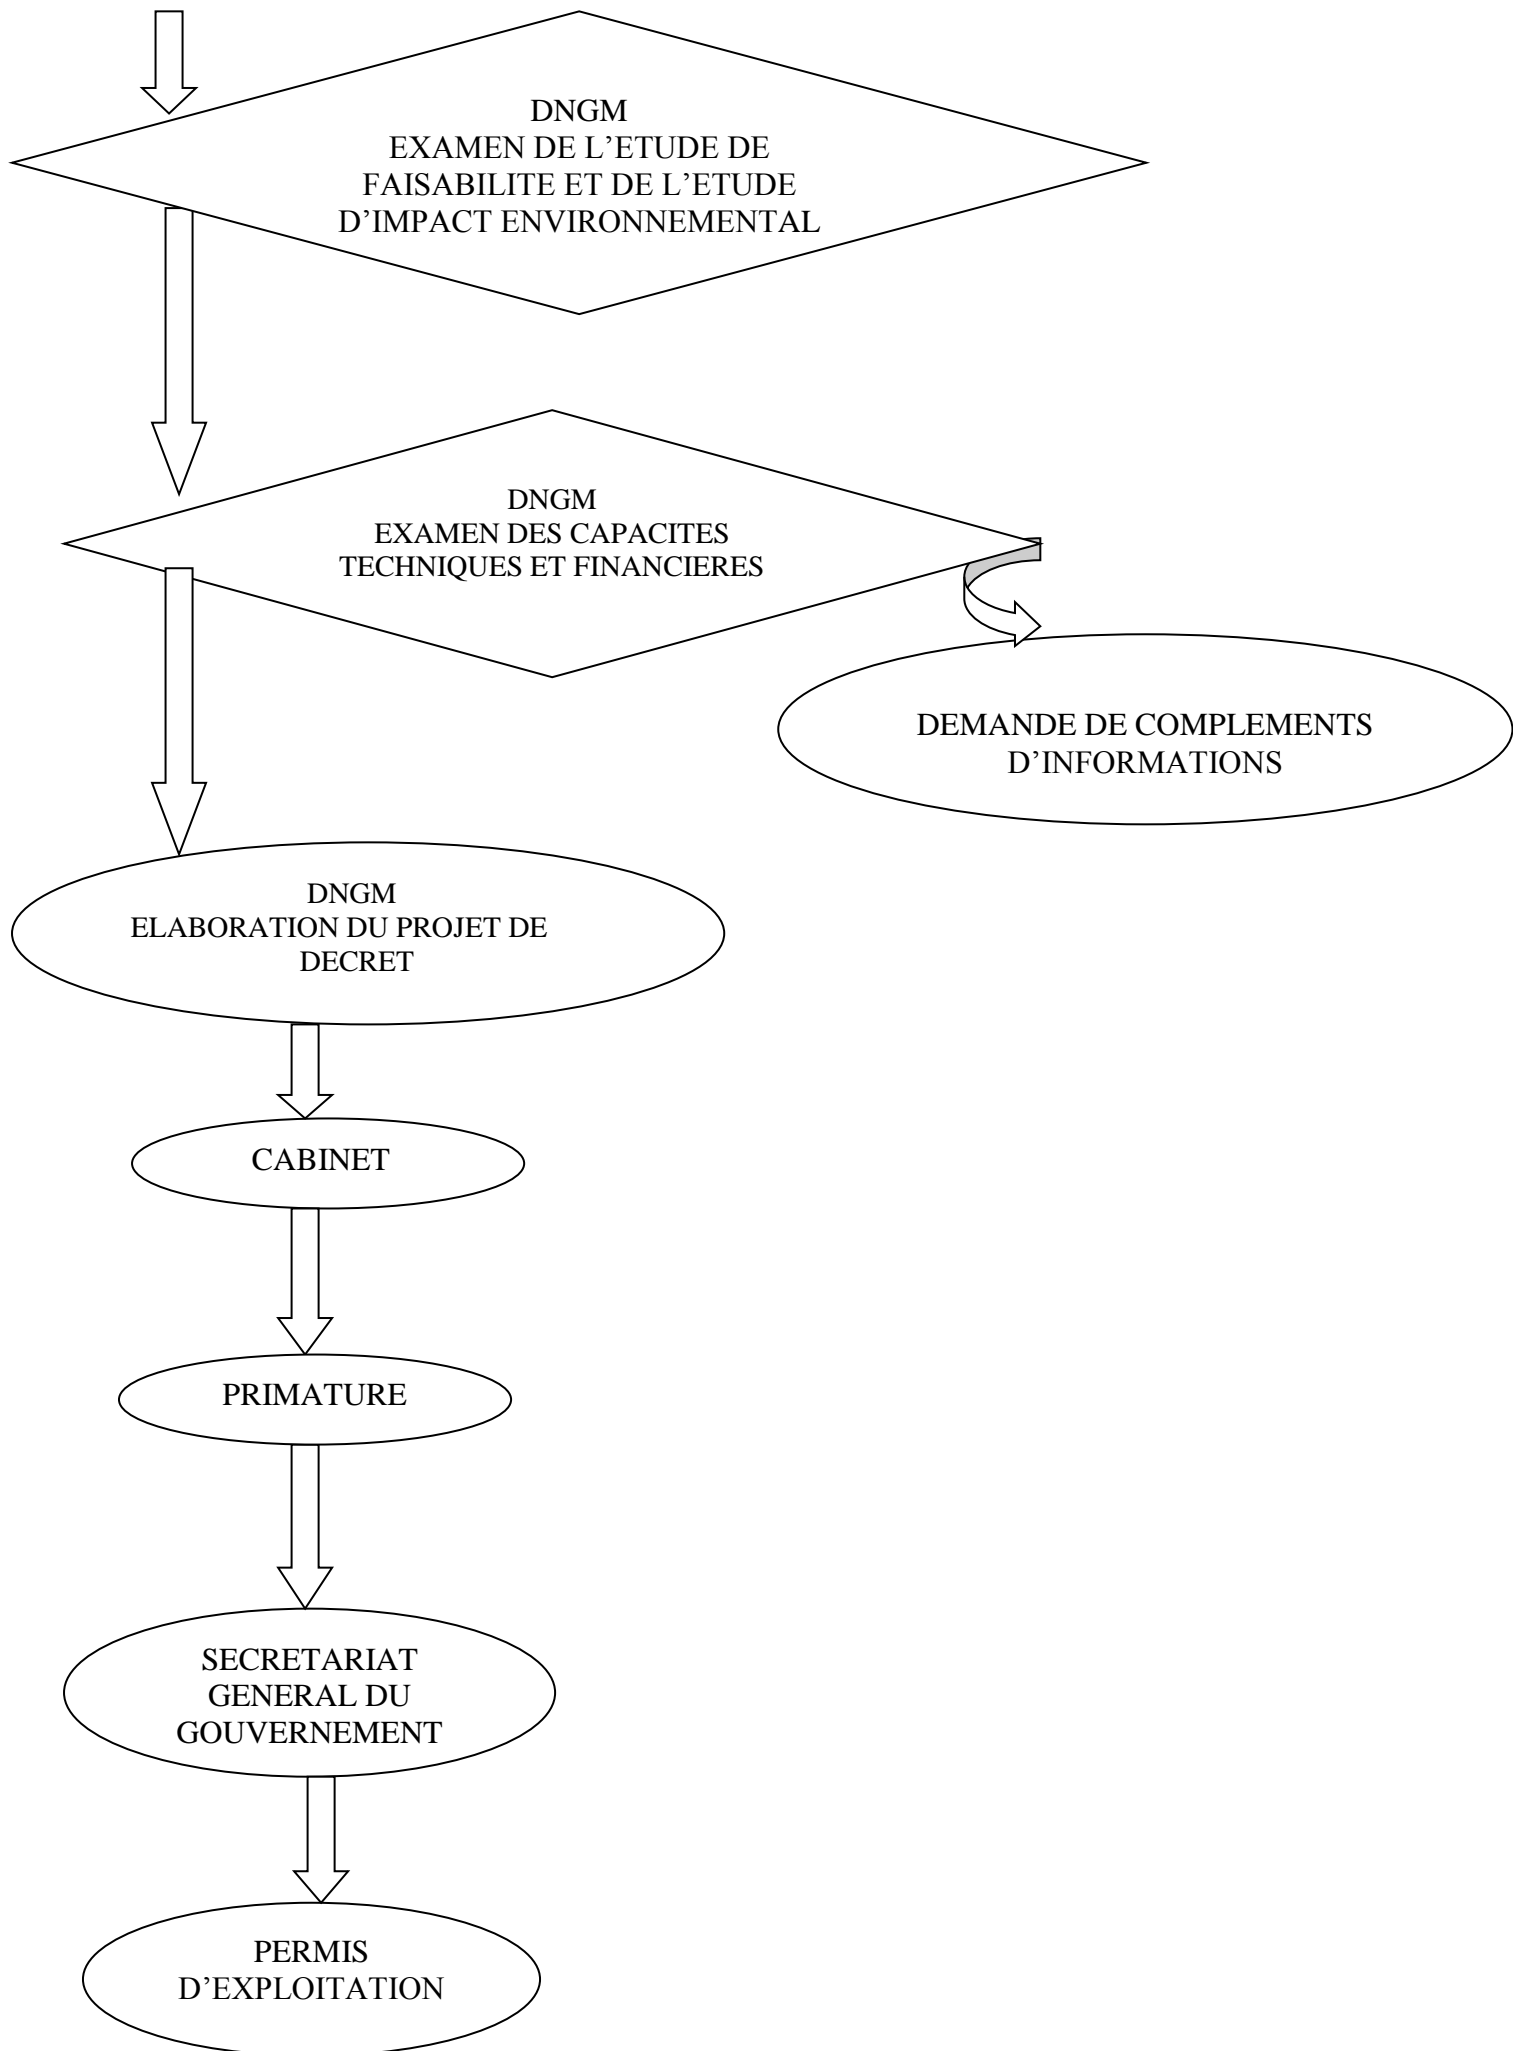 DNGM
EXAMEN DE L’ETUDE DE
FAISABILITE ET DE L’ETUDE
D’IMPACT ENVIRONNEMENTAL
DNGM
EXAMEN DES CAPACITES
TECHNIQUES ET FINANCIERES
DEMANDE DE COMPLEMENTS
D’INFORMATIONS
DNGM
ELABORATION DU PROJET DE
DECRET
CABINET
PRIMATURE
SECRETARIAT
GENERAL DU
GOUVERNEMENT
PERMIS
D’EXPLOITATION